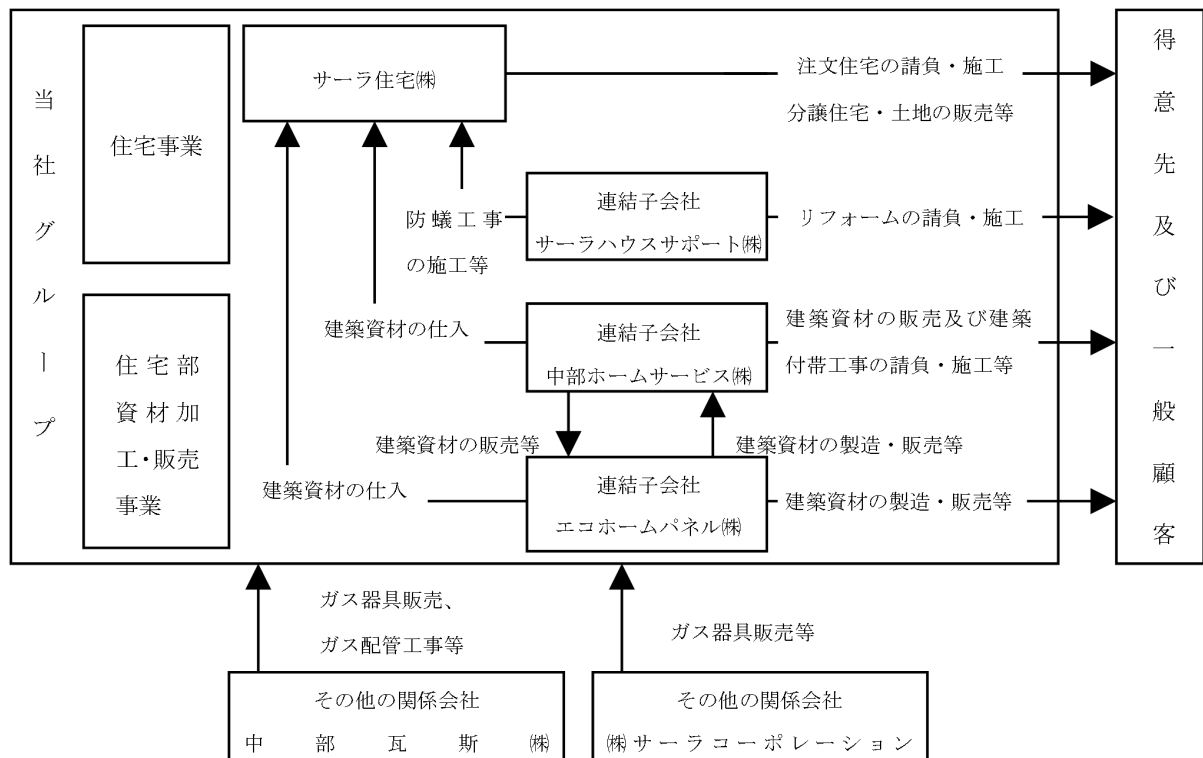 当社グループ
住宅事業
住宅部
資材加
工・販売
事業
サーラ住宅㈱
注文住宅の請負・施工
分譲住宅・土地の販売等
防蟻工事
の施工等
連結子会社
サーラハウスサポート㈱
リフォームの請負・施工
建築資材の仕入
連結子会社
中部ホームサービス㈱
建築資材の販売及び建築
付帯工事の請負・施工等
建築資材の販売等
建築資材の製造・販売等
建築資材の仕入
連結子会社
エコホームパネル㈱
建築資材の製造・販売等
得意先及び一般顧客
ガス器具販売、
ガス配管工事等
ガス器具販売等
その他の関係会社
中部瓦斯㈱
その他の関係会社
㈱サーラコーポレーション